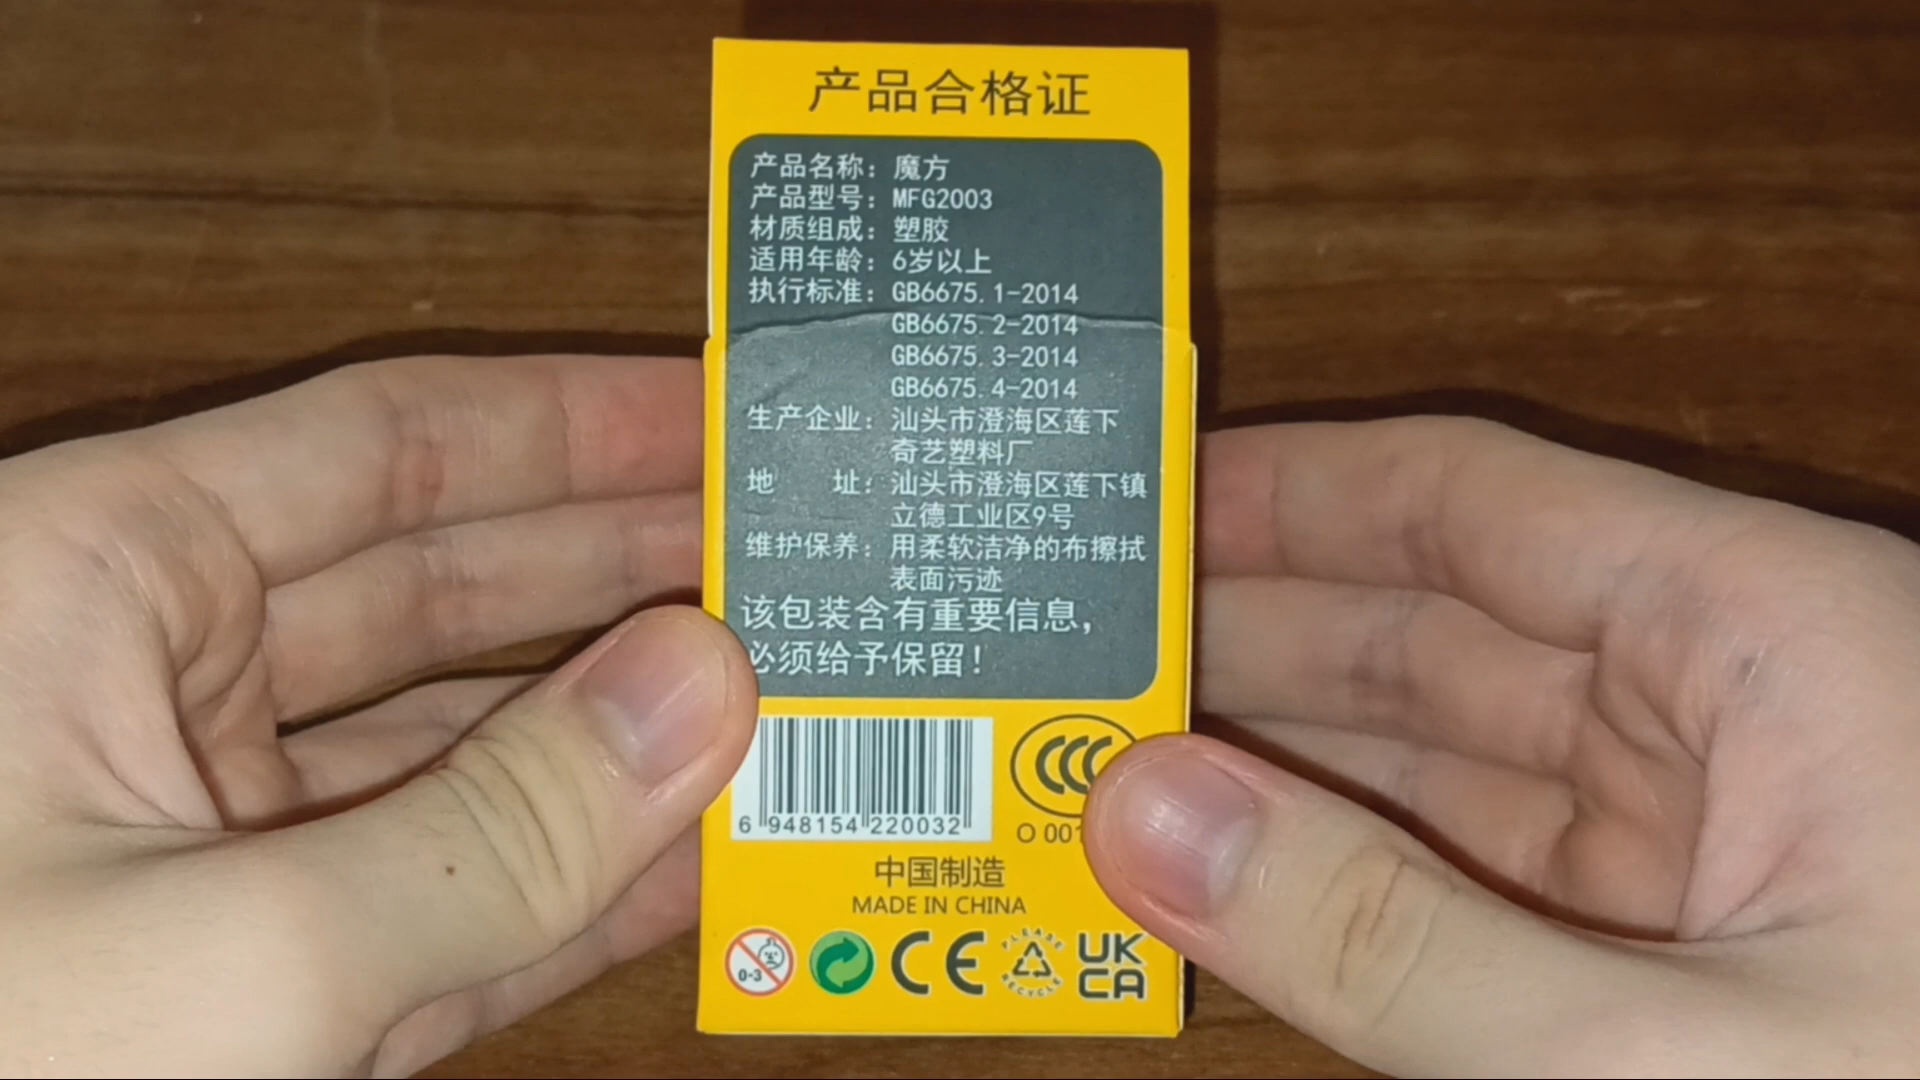 产品合格证
产品名称：魔方
产品型号：MFG2003
材质组成：塑胶
适用年龄：6岁以上
执行标准：GB6675.1-2014
GB6675.2-2014
GB6675.3-2014
GB6675.4-2014
生产企业：汕头市澄海区莲下
奇艺塑料厂
地　　址：汕头市澄海区莲下镇
立德工业区9号
维护保养：用柔软洁净的布擦拭
表面污迹
该包装含有重要信息，
必须给予保留！
6 948154 220032
CCC
中国制造
MADE IN CHINA
0-3
CE
PLEASE RECYCLE
UK
CA